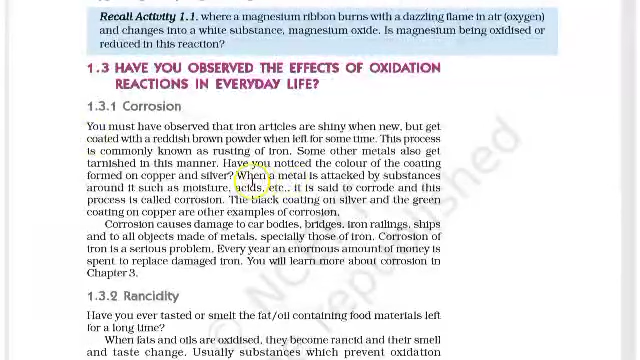 Recall Activity 1.1, where a magnesium ribbon burns with a dazzling flame in air (oxygen)
and changes into a white substance, magnesium oxide. Is magnesium being oxidised or
reduced in this reaction?
1.3 HAVE YOU OBSERVED THE EFFECTS OF OXIDATION
REACTIONS IN EVERYDAY LIFE?
1.3.1 Corrosion
You must have observed that iron articles are shiny when new, but get
coated with a reddish brown powder when left for some time. This process
is commonly known as rusting of iron. Some other metals also get
tarnished in this manner. Have you noticed the colour of the coating
formed on copper and silver? When a metal is attacked by substances
around it such as moisture, acids, etc., it is said to corrode and this
process is called corrosion. The black coating on silver and the green
coating on copper are other examples of corrosion.
Corrosion causes damage to car bodies, bridges, iron railings, ships
and to all objects made of metals, specially those of iron. Corrosion of
iron is a serious problem. Every year an enormous amount of money is
spent to replace damaged iron. You will learn more about corrosion in
Chapter 3.
1.3.2 Rancidity
Have you ever tasted or smelt the fat/oil containing food materials left
for a long time?
When fats and oils are oxidised, they become rancid and their smell
and taste change. Usually substances which prevent oxidation